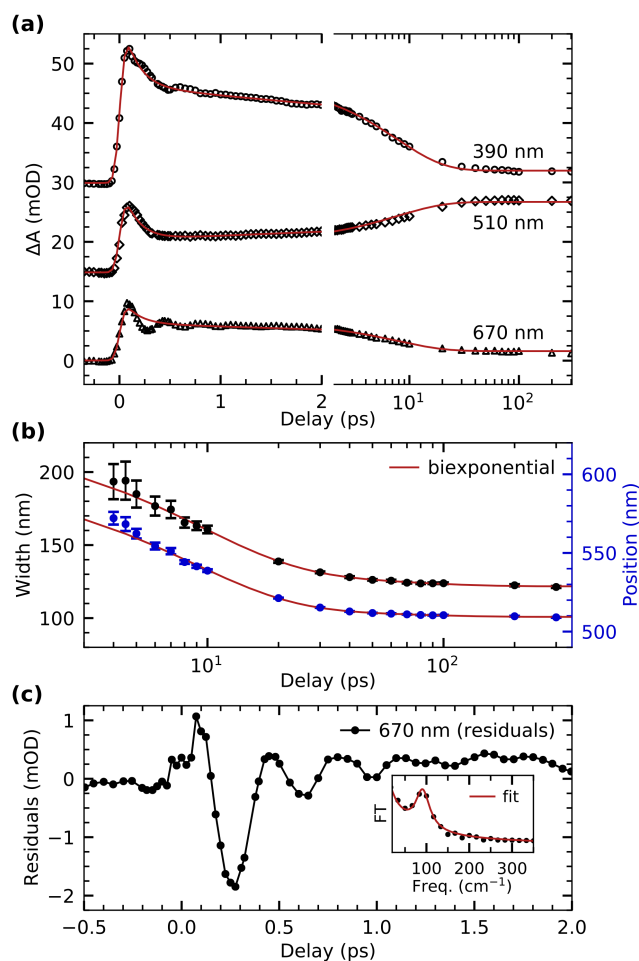 (a)
50
40
30
20
10
0
ΔA (mOD)
390 nm
510 nm
670 nm
0 1 2 10¹ 10²
Delay (ps)
(b)
200
150
100
Width (nm)
biexponential
600
550
500
Position (nm)
10¹ 10²
Delay (ps)
(c)
1
0
−1
−2
Residuals (mOD)
670 nm (residuals)
fit
FT
100 200 300
Freq. (cm⁻¹)
−0.5 0.0 0.5 1.0 1.5 2.0
Delay (ps)